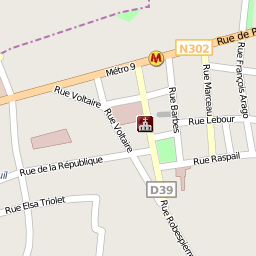 N302
Rue de P
Métro 9
M
Rue Voltaire
Rue Voltaire
Rue Barbès
Rue Marceau
Rue François Arago
Rue Lebour
Rue Raspail
Rue de la République
D39
Rue Elsa Triolet
Rue Robespierr